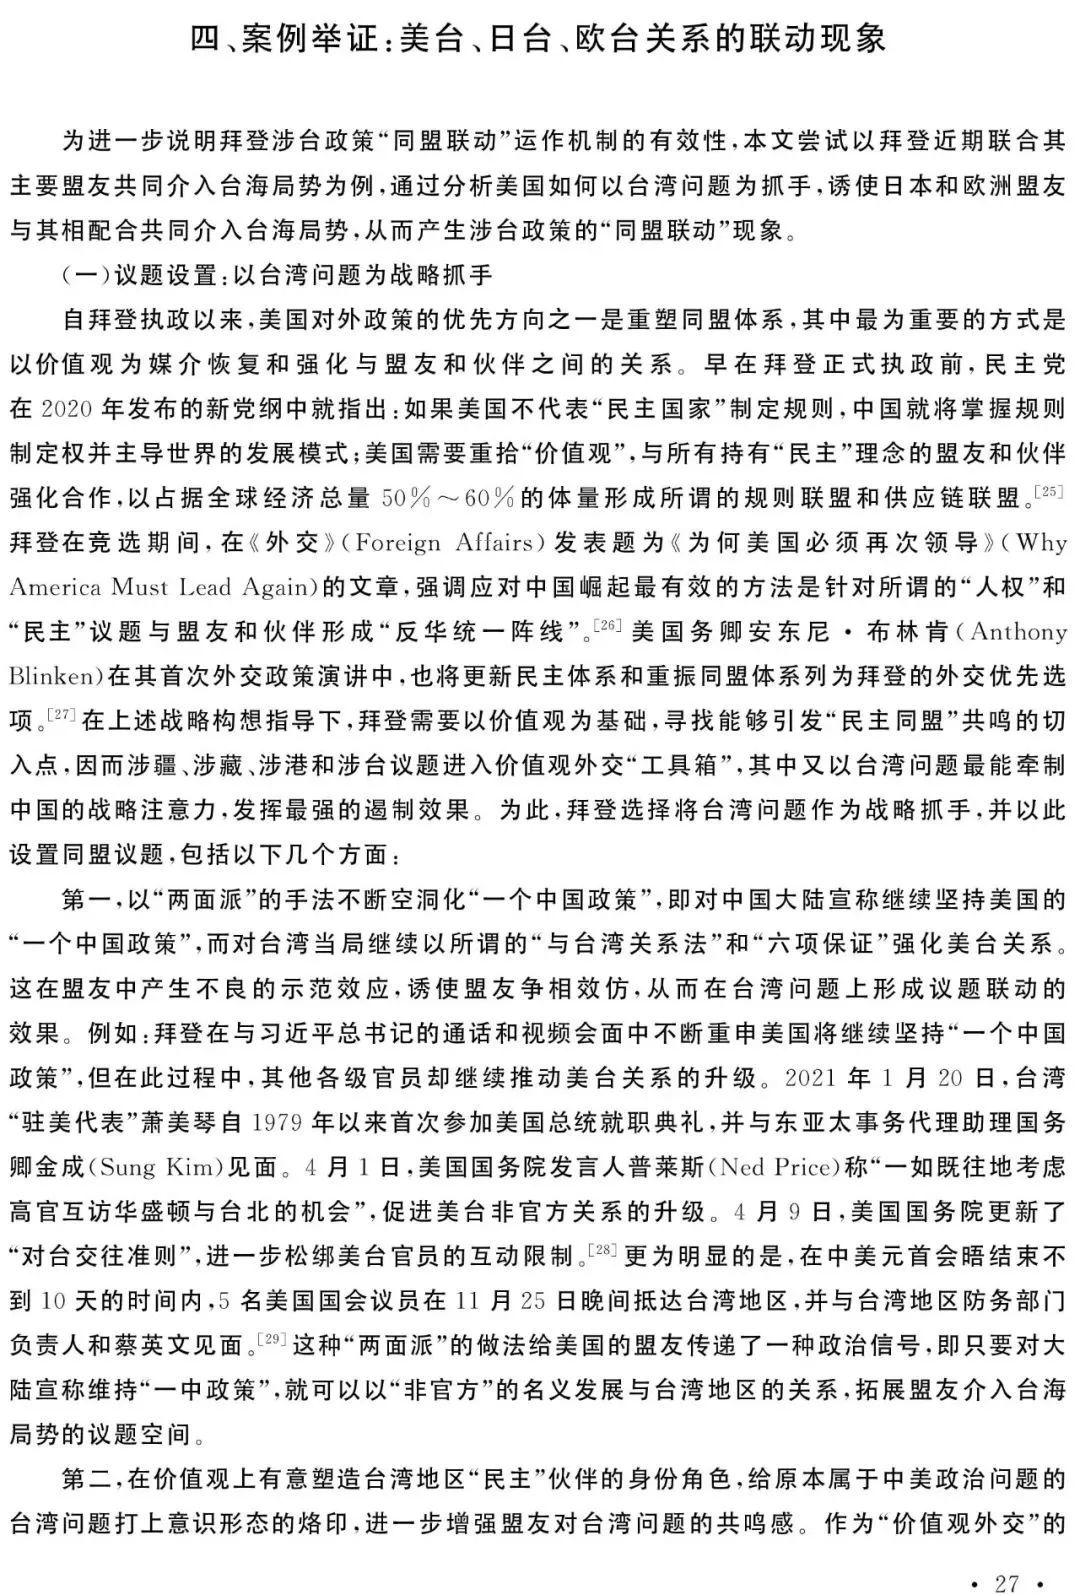 四、案例举证:美台、日台、欧台关系的联动现象
为进一步说明拜登涉台政策“同盟联动”运作机制的有效性,本文尝试以拜登近期联合其
主要盟友共同介入台海局势为例,通过分析美国如何以台湾问题为抓手,诱使日本和欧洲盟友
与其相配合共同介入台海局势,从而产生涉台政策的“同盟联动”现象。
(一)议题设置:以台湾问题为战略抓手
自拜登执政以来,美国对外政策的优先方向之一是重塑同盟体系,其中最为重要的方式是
以价值观为媒介恢复和强化与盟友和伙伴之间的关系。早在拜登正式执政前,民主党
在 2020 年发布的新党纲中就指出:如果美国不代表“民主国家”制定规则,中国就将掌握规则
制定权并主导世界的发展模式;美国需要重拾“价值观”,与所有持有“民主”理念的盟友和伙伴
强化合作,以占据全球经济总量 50%～60%的体量形成所谓的规则联盟和供应链联盟。[25]
拜登在竞选期间,在《外交》(Foreign Affairs)发表题为《为何美国必须再次领导》(Why
America Must Lead Again)的文章,强调应对中国崛起最有效的方法是针对所谓的“人权”和
“民主”议题与盟友和伙伴形成“反华统一阵线”。[26]美国务卿安东尼·布林肯(Anthony
Blinken)在其首次外交政策演讲中,也将更新民主体系和重振同盟体系列为拜登的外交优先选
项。[27]在上述战略构想指导下,拜登需要以价值观为基础,寻找能够引发“民主同盟”共鸣的切
入点,因而涉疆、涉藏、涉港和涉台议题进入价值观外交“工具箱”,其中又以台湾问题最能牵制
中国的战略注意力,发挥最强的遏制效果。为此,拜登选择将台湾问题作为战略抓手,并以此
设置同盟议题,包括以下几个方面:
第一,以“两面派”的手法不断空洞化“一个中国政策”,即对中国大陆宣称继续坚持美国的
“一个中国政策”,而对台湾当局继续以所谓的“与台湾关系法”和“六项保证”强化美台关系。
这在盟友中产生不良的示范效应,诱使盟友争相效仿,从而在台湾问题上形成议题联动的
效果。例如:拜登在与习近平总书记的通话和视频会面中不断重申美国将继续坚持“一个中国
政策”,但在此过程中,其他各级官员却继续推动美台关系的升级。2021 年 1 月 20 日,台湾
“驻美代表”萧美琴自 1979 年以来首次参加美国总统就职典礼,并与东亚太事务代理助理国务
卿金成(Sung Kim)见面。4 月 1 日,美国国务院发言人普莱斯(Ned Price)称“一如既往地考虑
高官互访华盛顿与台北的机会”,促进美台非官方关系的升级。4 月 9 日,美国国务院更新了
“对台交往准则”,进一步松绑美台官员的互动限制。[28]更为明显的是,在中美元首会晤结束不
到 10 天的时间内,5 名美国国会议员在 11 月 25 日晚间抵达台湾地区,并与台湾地区防务部门
负责人和蔡英文见面。[29]这种“两面派”的做法给美国的盟友传递了一种政治信号,即只要对大
陆宣称维持“一中政策”,就可以以“非官方”的名义发展与台湾地区的关系,拓展盟友介入台海
局势的议题空间。
第二,在价值观上有意塑造台湾地区“民主”伙伴的身份角色,给原本属于中美政治问题的
台湾问题打上意识形态的烙印,进一步增强盟友对台湾问题的共鸣感。作为“价值观外交”的
· 27 ·